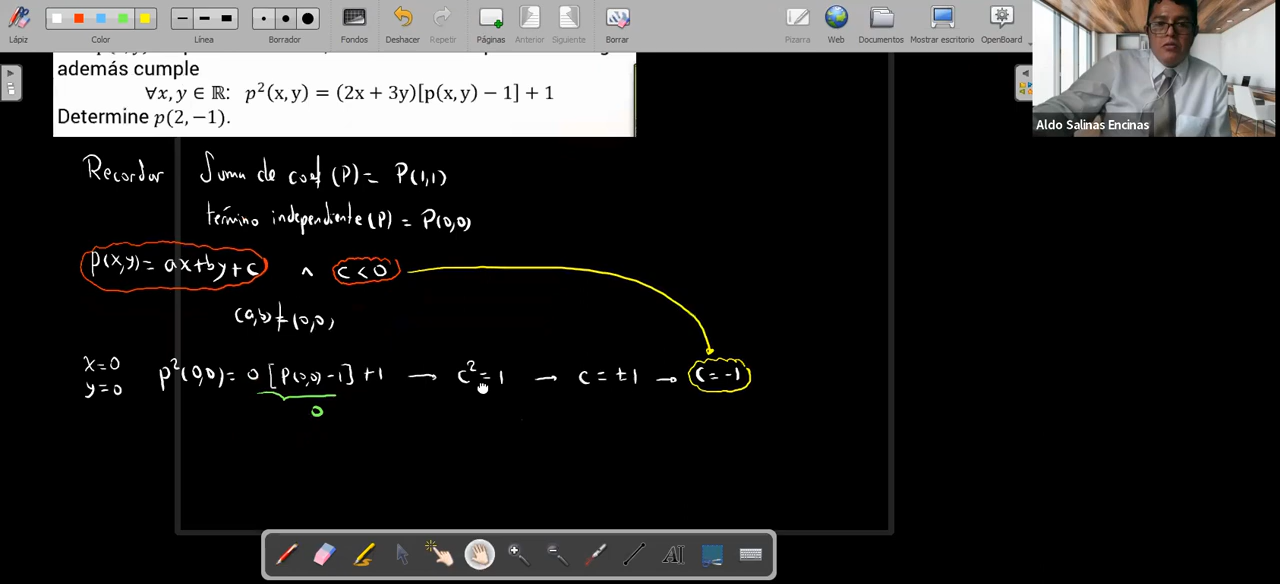 Lápiz
Color
Línea
Borrador
Fondos
Deshacer
Repetir
Páginas
Anterior
Siguiente
Borrar
Pizarra
Web
Documentos
Mostrar escritorio
OpenBoard
Aldo Salinas Encinas
además cumple
∀x, y ∈ ℝ: p²(x, y) = (2x + 3y)[p(x, y) − 1] + 1
Determine p(2, −1).
Recordar Suma de coef (P) = P(1,1)
término independiente (P) = P(0,0)
P(x,y) = ax+by+c ∧ c < 0
(a,b) ≠ (0,0)
x=0
y=0
P²(0,0) = 0 [P(0,0) -1] +1 → c² = 1 → c = ±1 → c = -1
0
AI